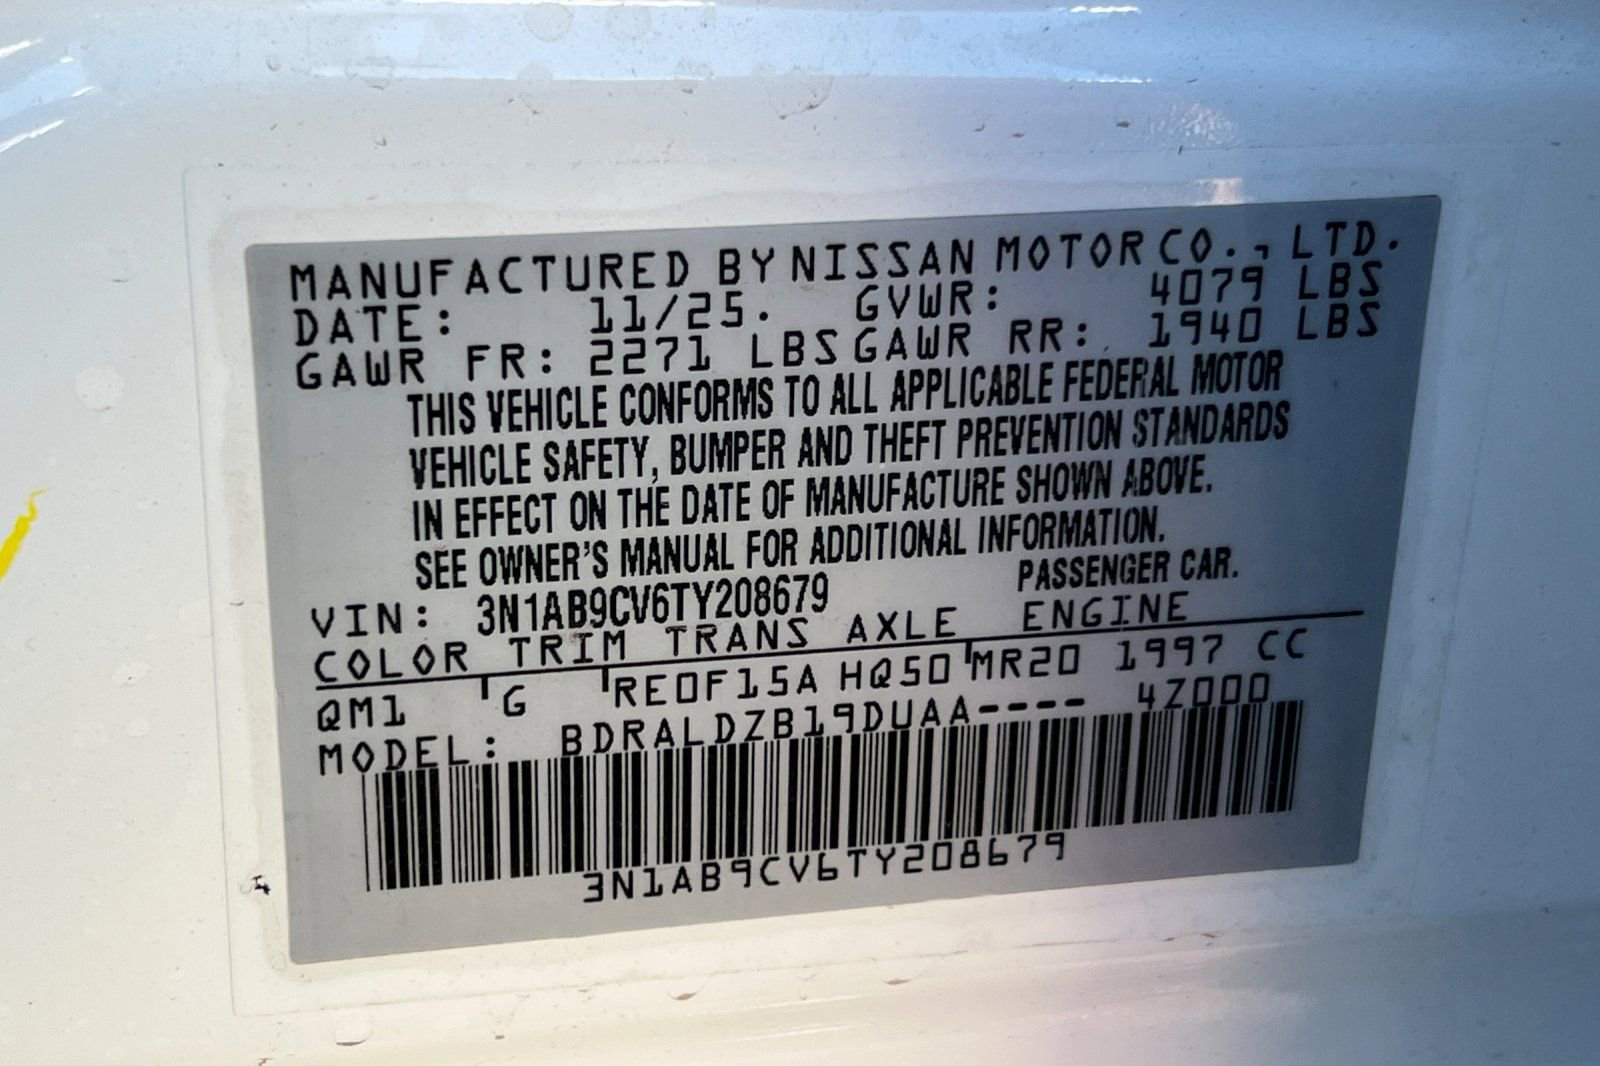 MANUFACTURED BY NISSAN MOTOR CO., LTD.
DATE: 11/25. GVWR: 4079 LBS
GAWR FR: 2271 LBS GAWR RR: 1940 LBS
THIS VEHICLE CONFORMS TO ALL APPLICABLE FEDERAL MOTOR
VEHICLE SAFETY, BUMPER AND THEFT PREVENTION STANDARDS
IN EFFECT ON THE DATE OF MANUFACTURE SHOWN ABOVE.
SEE OWNER'S MANUAL FOR ADDITIONAL INFORMATION.
VIN: 3N1AB9CV6TY208679 PASSENGER CAR.
COLOR TRIM TRANS AXLE ENGINE
QM1 G RE0F15A HQ50 MR20 1997 CC
MODEL: BDRALDZB19DUAA---- 4Z000
3N1AB9CV6TY208679